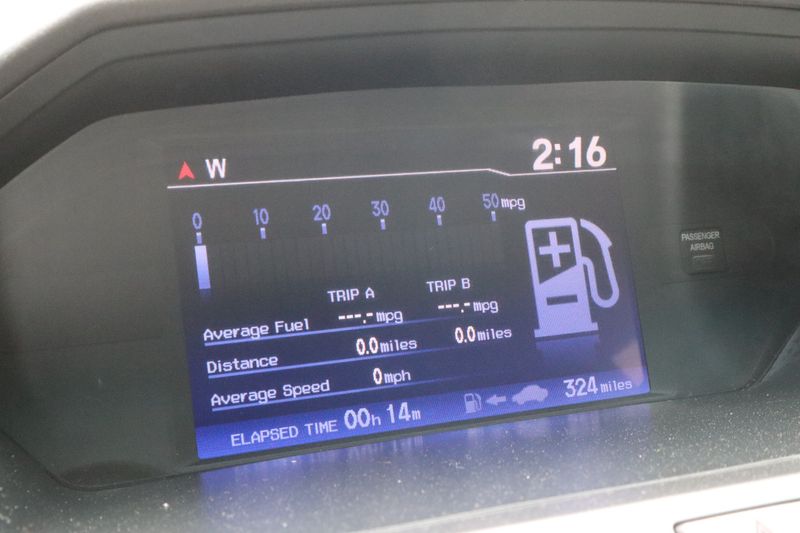 W 2:16
0 10 20 30 40 50 mpg
TRIP A TRIP B
Average Fuel ---.- mpg ---.- mpg
Distance 0.0 miles 0.0 miles
Average Speed 0 mph
ELAPSED TIME 00h 14m 324 miles
PASSENGER
AIRBAG